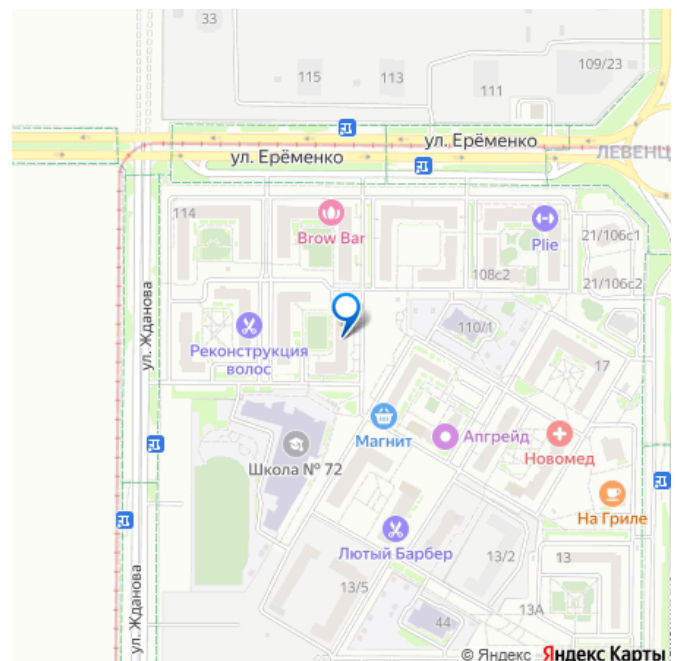 33
109/23
115
113
111
ул. Ерёменко
ул. Ерёменко
ЛЕВЕНЦ
114
Brow Bar
Plie
21/106с1
108с2
21/106с2
ул. Жданова
Реконструкция
волос
110/1
17
Магнит
Апгрейд
Новомед
Школа № 72
На Гриле
Лютый Барбер
13/2
13
13/5
13А
44
ул. Жданова
© Яндекс Яндекс Карты